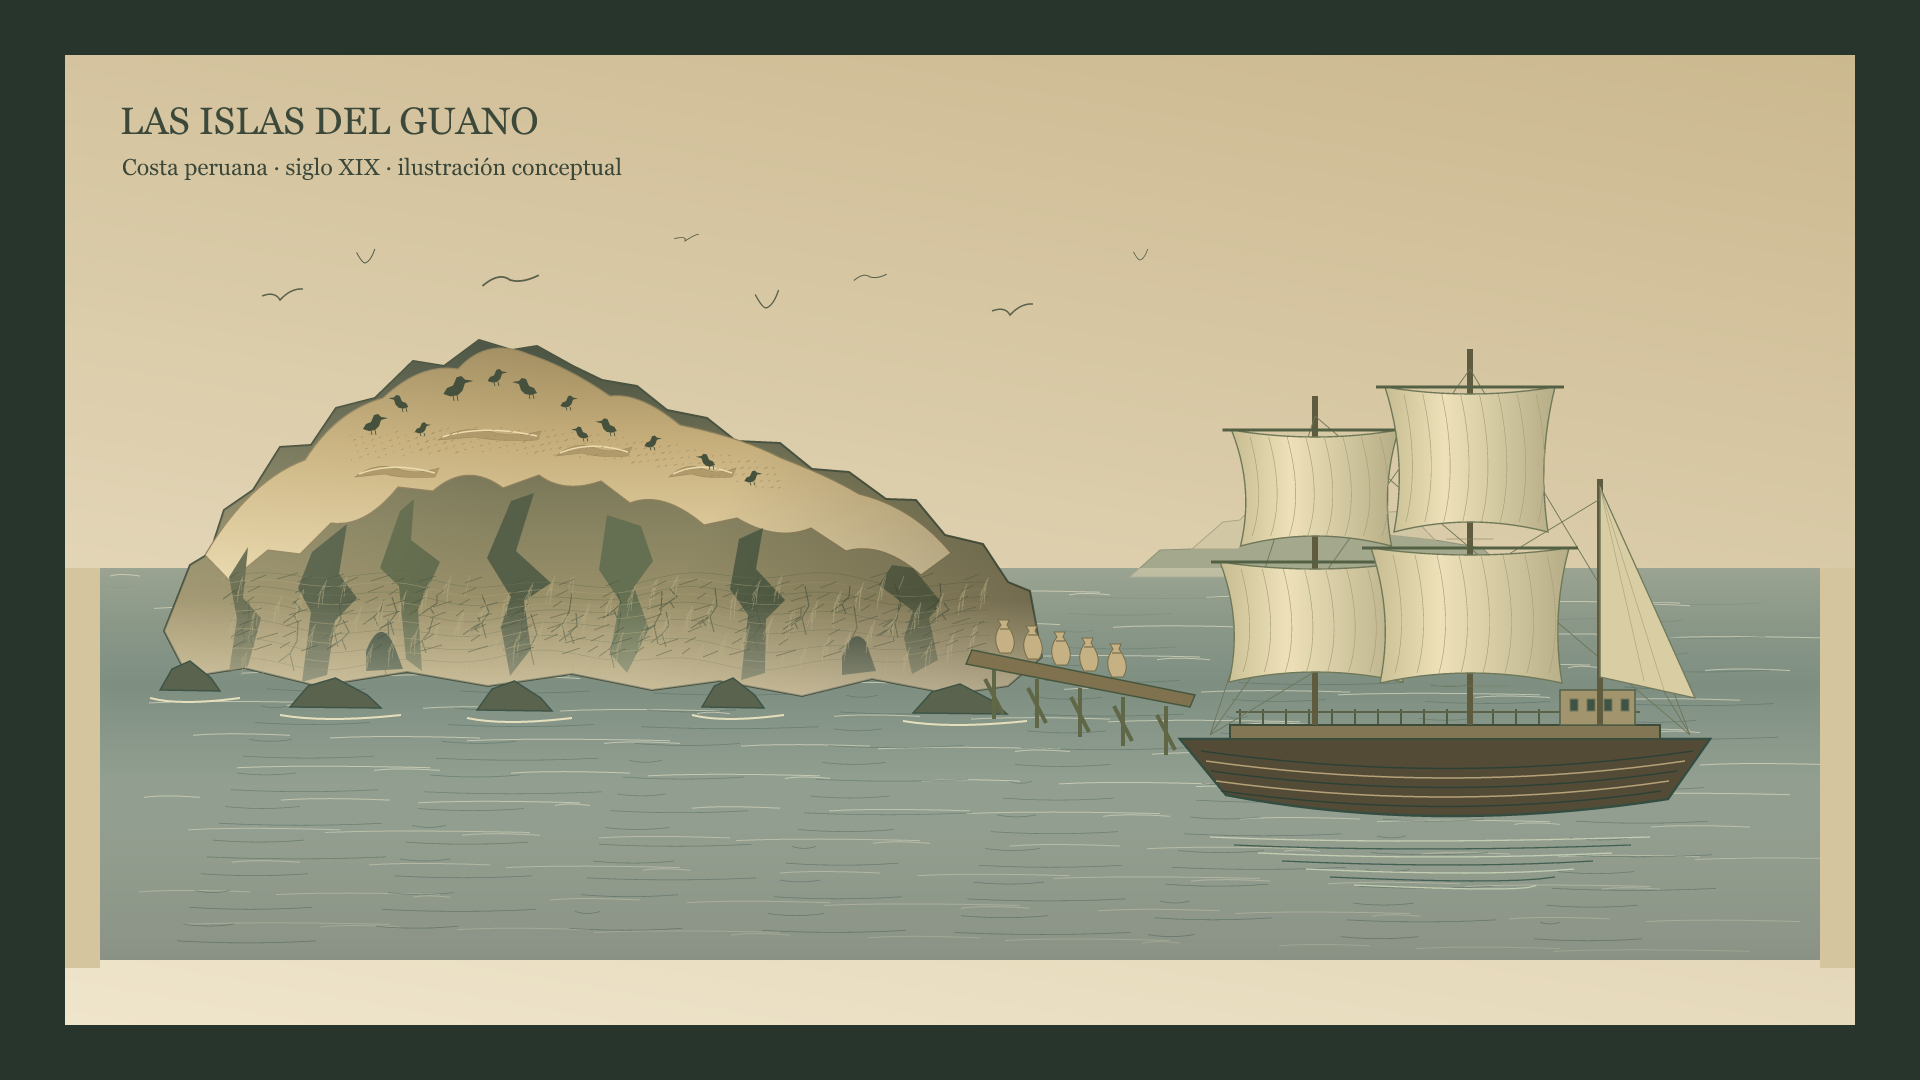 LAS ISLAS DEL GUANO
Costa peruana · siglo XIX · ilustración conceptual